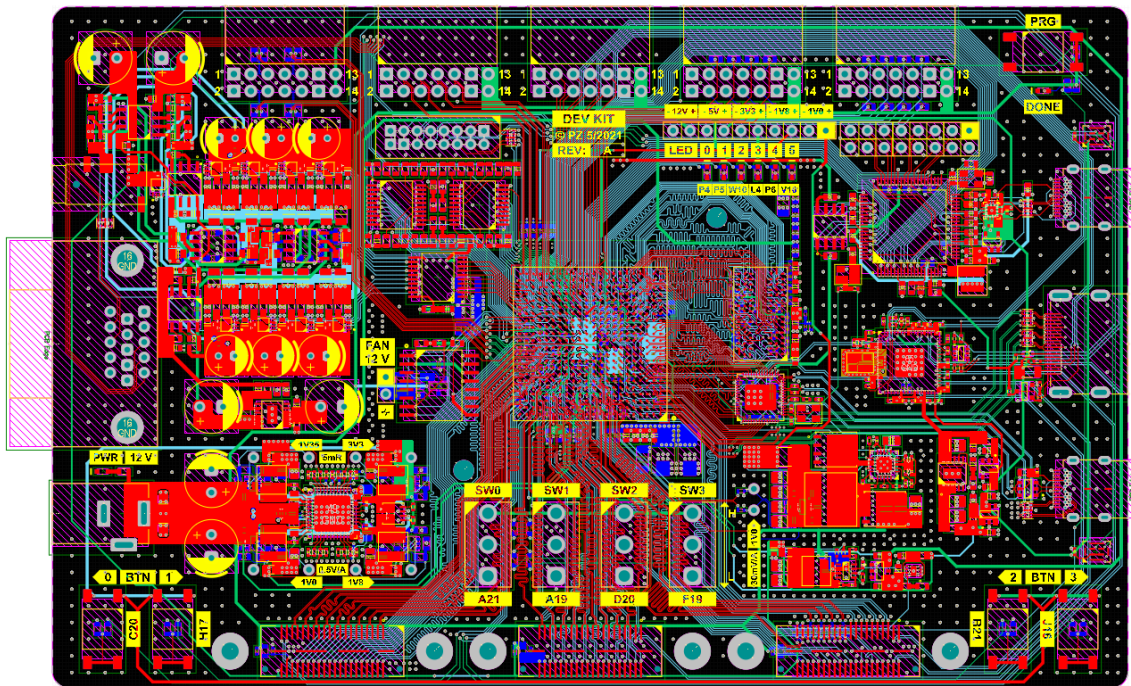 PRG
1 13
2 14
1 13
2 14
1 13
2 14
1 13
2 14
1 13
2 14
DONE
DEV KIT
© PZ 5/2021
REV: 1A
-12V + -5V + -3V3 + -1V8 + -1V0 +
LED 0 1 2 3 4 5
P4 P5 W10 L4 P6 V10
16
GND
16
GND
FAN
12 V
PWR 12 V
1V35 3V3
5mR
0.5V/A
1V0 1V8
SW0 SW1 SW2 SW3
H
L
30mV/A 1V0
A21 A19 D20 F19
0 BTN 1
C20 H17
2 BTN 3
B21 J16